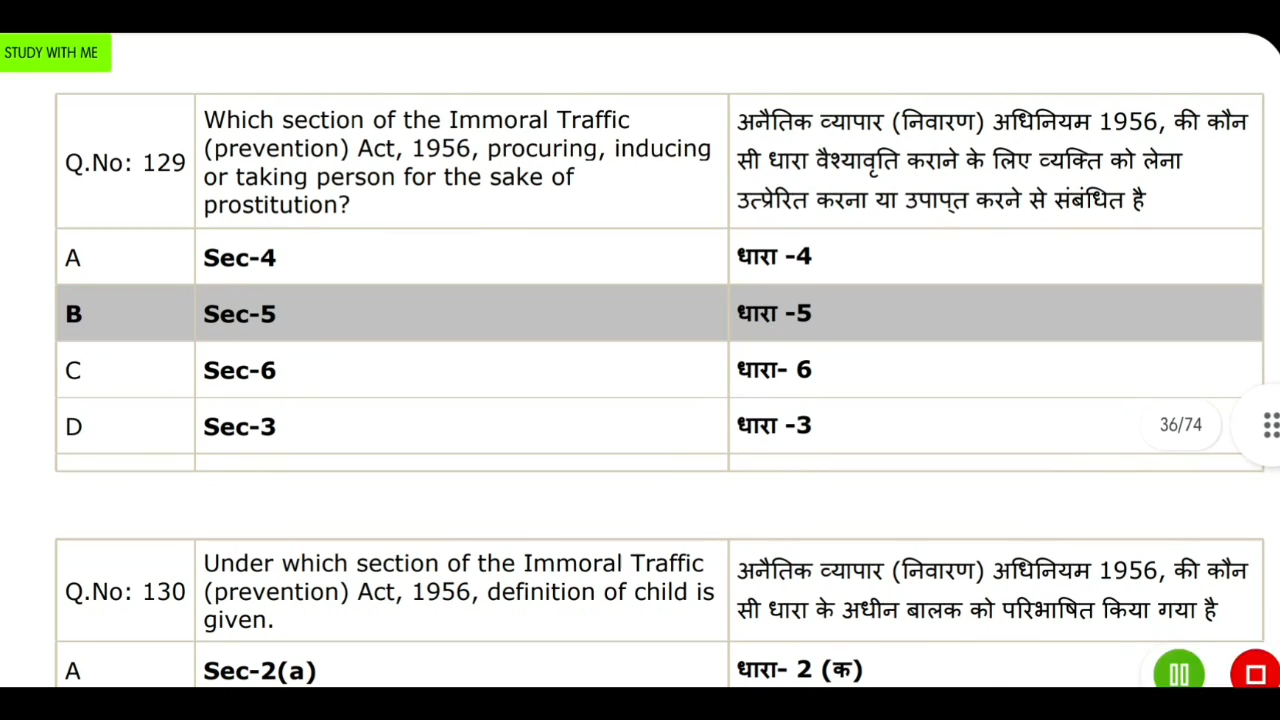 STUDY WITH ME
Q.No: 129
Which section of the Immoral Traffic
(prevention) Act, 1956, procuring, inducing
or taking person for the sake of
prostitution?
अनैतिक व्यापार (निवारण) अधिनियम 1956, की कौन
सी धारा वैश्यावृति कराने के लिए व्यक्ति को लेना
उत्प्रेरित करना या उपाप्त करने से संबंधित है
A
Sec-4
धारा -4
B
Sec-5
धारा -5
C
Sec-6
धारा- 6
D
Sec-3
धारा -3
36/74
Q.No: 130
Under which section of the Immoral Traffic
(prevention) Act, 1956, definition of child is
given.
अनैतिक व्यापार (निवारण) अधिनियम 1956, की कौन
सी धारा के अधीन बालक को परिभाषित किया गया है
A
Sec-2(a)
धारा- 2 (क)